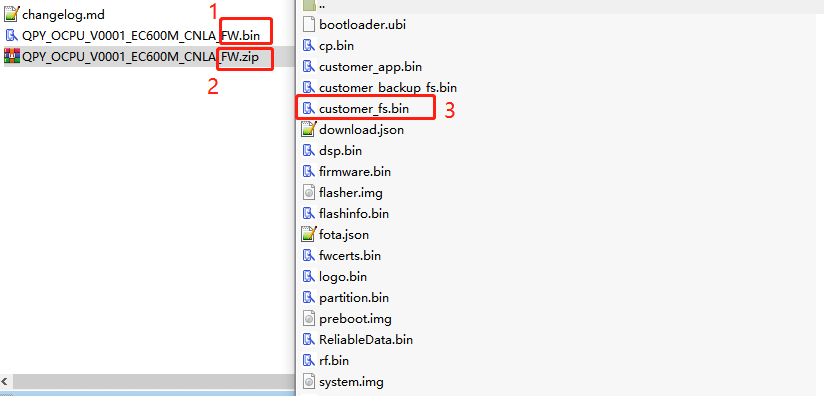 1
changelog.md
QPY_OCPU_V0001_EC600M_CNLA_FW.bin
QPY_OCPU_V0001_EC600M_CNLA_FW.zip
2
..
bootloader.ubi
cp.bin
customer_app.bin
customer_backup_fs.bin
customer_fs.bin
3
download.json
dsp.bin
firmware.bin
flasher.img
flashinfo.bin
fota.json
fwcerts.bin
logo.bin
partition.bin
preboot.img
ReliableData.bin
rf.bin
system.img